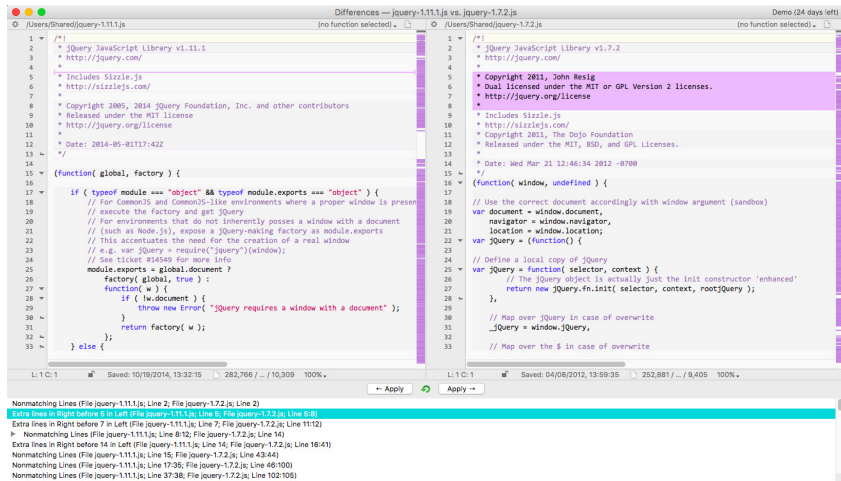 Differences — jquery-1.11.1.js vs. jquery-1.7.2.js
Demo (24 days left)
/Users/Shared/jquery-1.11.1.js
(no function selected)
1 /*!
2 * jQuery JavaScript Library v1.11.1
3 * http://jquery.com/
4 *
5 * Includes Sizzle.js
6 * http://sizzlejs.com/
7 *
8 * Copyright 2005, 2014 jQuery Foundation, Inc. and other contributors
9 * Released under the MIT license
10 * http://jquery.org/license
11 *
12 * Date: 2014-05-01T17:42Z
13 */
14
15 (function( global, factory ) {
16
17 if ( typeof module === "object" && typeof module.exports === "object" ) {
18 // For CommonJS and CommonJS-like environments where a proper window is presen
19 // execute the factory and get jQuery
20 // For environments that do not inherently posses a window with a document
21 // (such as Node.js), expose a jQuery-making factory as module.exports
22 // This accentuates the need for the creation of a real window
23 // e.g. var jQuery = require("jquery")(window);
24 // See ticket #14549 for more info
25 module.exports = global.document ?
26 factory( global, true ) :
27 function( w ) {
28 if ( !w.document ) {
29 throw new Error( "jQuery requires a window with a document" );
30 }
31 return factory( w );
32 };
33 } else {
L: 1 C: 1
Saved: 10/19/2014, 13:32:15
282,766 / ... / 10,309
100%
/Users/Shared/jquery-1.7.2.js
(no function selected)
1 /*!
2 * jQuery JavaScript Library v1.7.2
3 * http://jquery.com/
4 *
5 * Copyright 2011, John Resig
6 * Dual licensed under the MIT or GPL Version 2 licenses.
7 * http://jquery.org/license
8 *
9 * Includes Sizzle.js
10 * http://sizzlejs.com/
11 * Copyright 2011, The Dojo Foundation
12 * Released under the MIT, BSD, and GPL Licenses.
13 *
14 * Date: Wed Mar 21 12:46:34 2012 -0700
15 */
16 (function( window, undefined ) {
17
18 // Use the correct document accordingly with window argument (sandbox)
19 var document = window.document,
20 navigator = window.navigator,
21 location = window.location;
22 var jQuery = (function() {
23
24 // Define a local copy of jQuery
25 var jQuery = function( selector, context ) {
26 // The jQuery object is actually just the init constructor 'enhanced'
27 return new jQuery.fn.init( selector, context, rootjQuery );
28 },
29
30 // Map over jQuery in case of overwrite
31 _jQuery = window.jQuery,
32
33 // Map over the $ in case of overwrite
L: 1 C: 1
Saved: 04/08/2012, 13:59:35
252,881 / ... / 9,405
100%
← Apply
Apply →
Nonmatching Lines (File jquery-1.11.1.js; Line 2; File jquery-1.7.2.js; Line 2)
Extra lines in Right before 5 in Left (File jquery-1.11.1.js; Line 5; File jquery-1.7.2.js; Line 5:8)
Extra lines in Right before 7 in Left (File jquery-1.11.1.js; Line 7; File jquery-1.7.2.js; Line 11:12)
Nonmatching Lines (File jquery-1.11.1.js; Line 8:12; File jquery-1.7.2.js; Line 14)
Extra lines in Right before 14 in Left (File jquery-1.11.1.js; Line 14; File jquery-1.7.2.js; Line 16:41)
Nonmatching Lines (File jquery-1.11.1.js; Line 15; File jquery-1.7.2.js; Line 43:44)
Nonmatching Lines (File jquery-1.11.1.js; Line 17:35; File jquery-1.7.2.js; Line 46:100)
Nonmatching Lines (File jquery-1.11.1.js; Line 37:38; File jquery-1.7.2.js; Line 102:105)